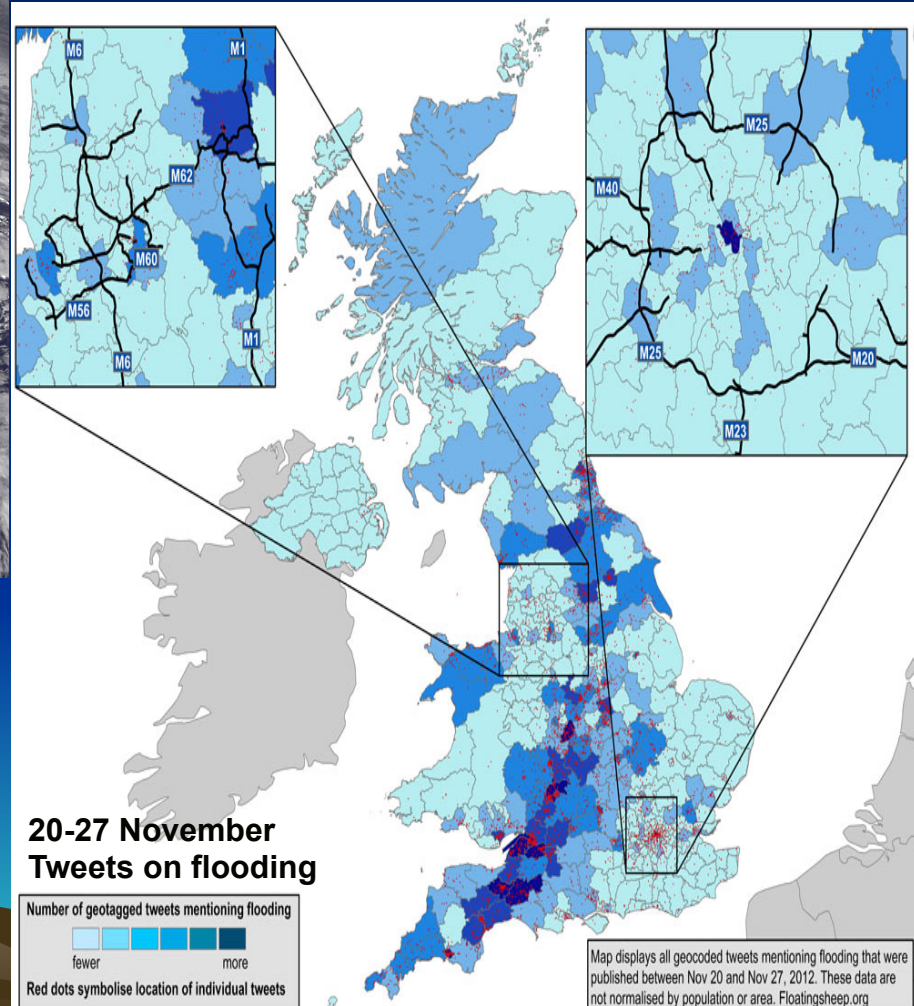 M6
M1
M62
M60
M56
M6
M1
M25
M40
M25
M20
M23
20-27 November
Tweets on flooding
Number of geotagged tweets mentioning flooding
fewer more
Red dots symbolise location of individual tweets
Map displays all geocoded tweets mentioning flooding that were
published between Nov 20 and Nov 27, 2012. These data are
not normalised by population or area. Floatingsheep.org